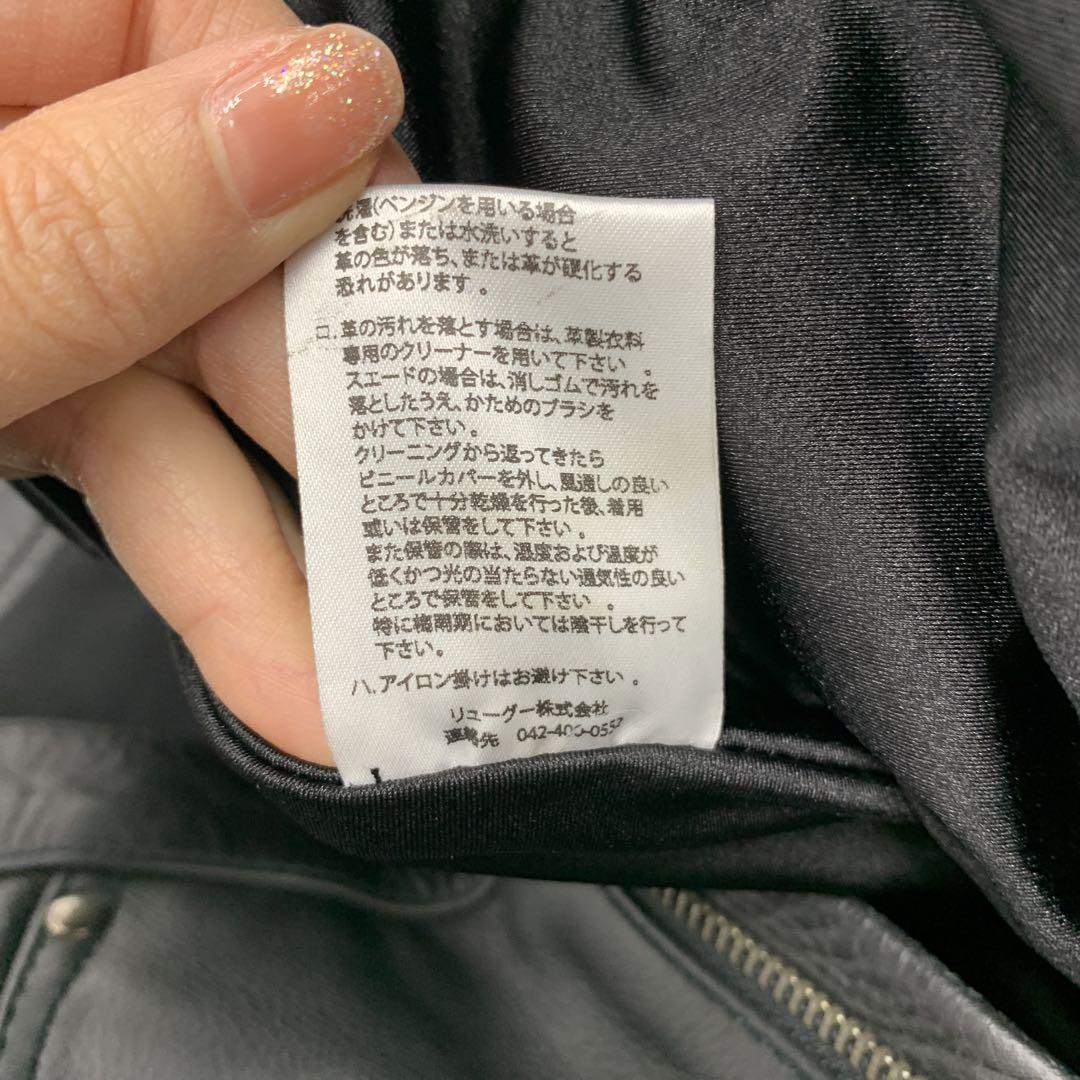 洗濯(ベンジンを用いる場合
を含む)または水洗いすると
革の色が落ち、または革が硬化する
恐れがあります。
ロ.革の汚れを落とす場合は、革製衣料
専用のクリーナーを用いて下さい 。
スエードの場合は、消しゴムで汚れを
落としたうえ、かためのブラシを
かけて下さい。
クリーニングから返ってきたら
ビニールカバーを外し、風通しの良い
ところで十分乾燥を行った後、着用
或いは保管をして下さい。
また保管の際は、湿度および温度が
低くかつ光の当たらない通気性の良い
ところで保管をして下さい 。
特に梅雨期においては陰干しを行って
下さい。
ハ.アイロン掛けはお避け下さい 。
リューグー株式会社
連絡先 042-400-0557
L